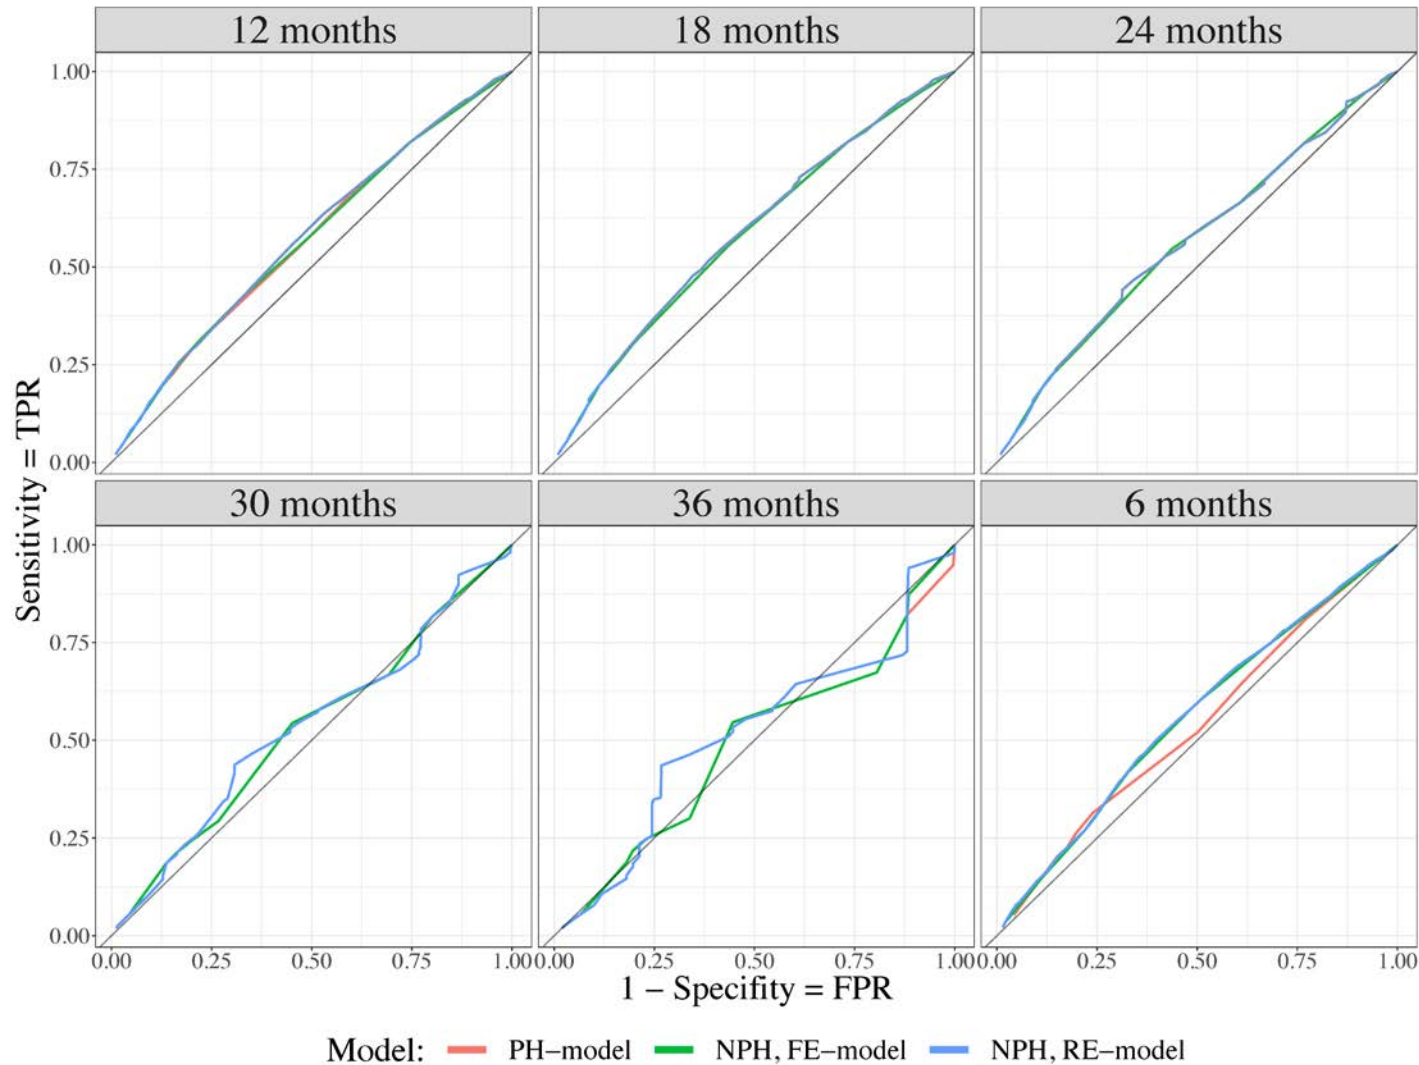 12 months
18 months
24 months
1.00
0.75
0.50
0.25
0.00
30 months
36 months
6 months
1.00
0.75
0.50
0.25
0.00
Sensitivity = TPR
0.00 0.25 0.50 0.75 1.00
0.00 0.25 0.50 0.75 1.00
0.00 0.25 0.50 0.75 1.00
1 − Specifity = FPR
Model: PH−model NPH, FE−model NPH, RE−model